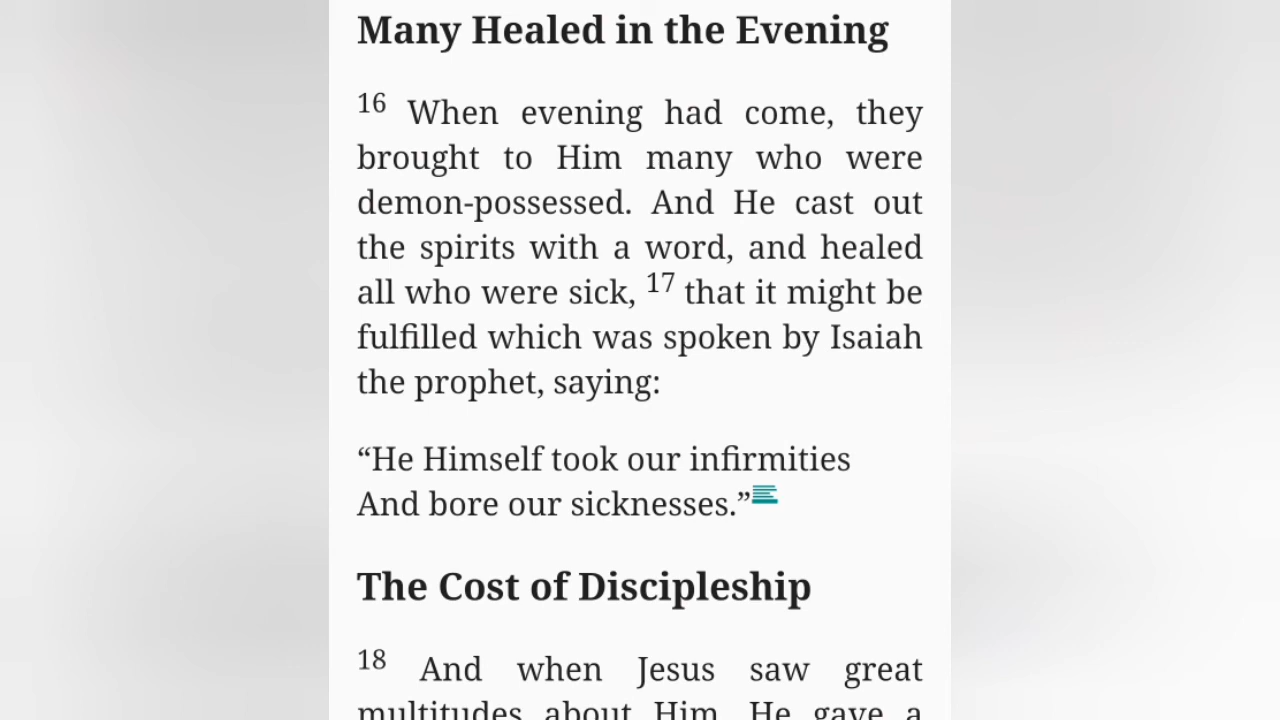 Many Healed in the Evening
16 When evening had come, they
brought to Him many who were
demon-possessed. And He cast out
the spirits with a word, and healed
all who were sick, 17 that it might be
fulfilled which was spoken by Isaiah
the prophet, saying:
“He Himself took our infirmities
And bore our sicknesses.”
The Cost of Discipleship
18 And when Jesus saw great
multitudes about Him, He gave a